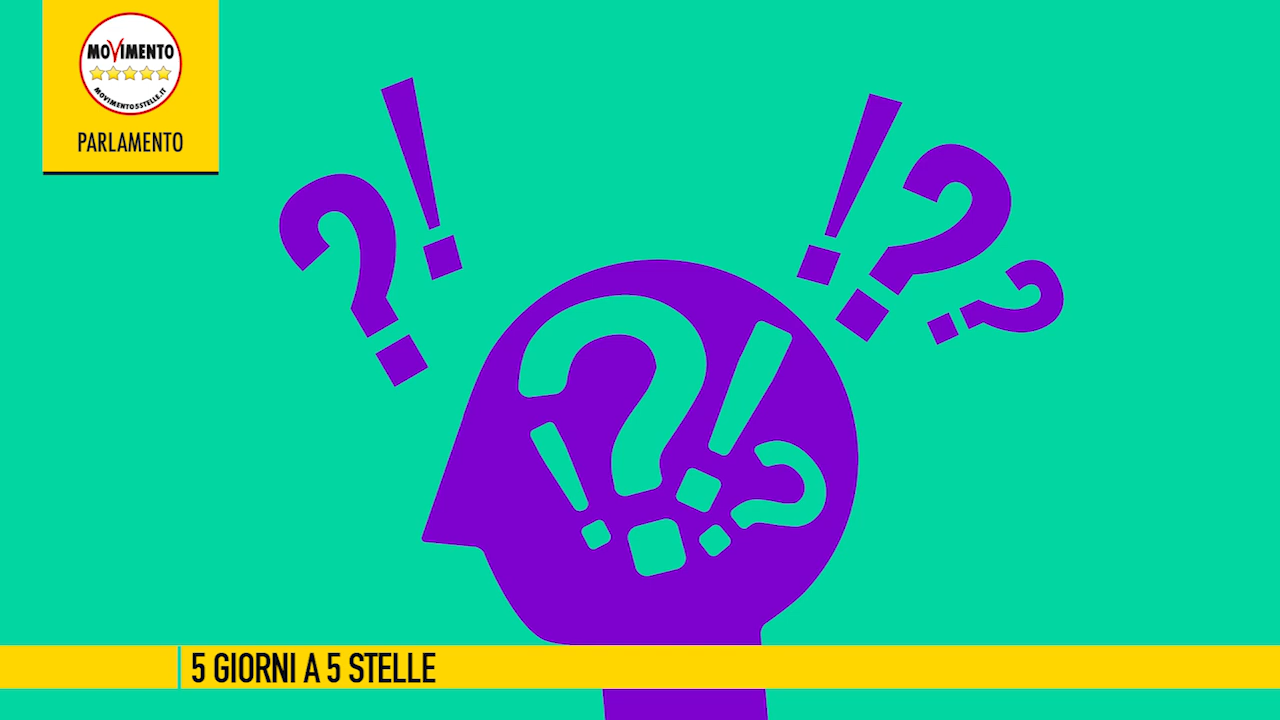 MOVIMENTO
MOVIMENTO5STELLE.IT
PARLAMENTO
?!
!??
?!
!?
5 GIORNI A 5 STELLE